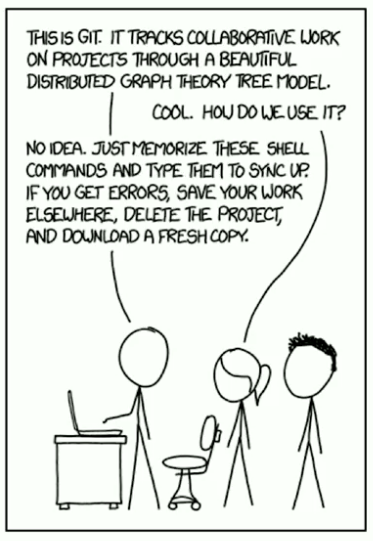 THIS IS GIT. IT TRACKS COLLABORATIVE WORK
ON PROJECTS THROUGH A BEAUTIFUL
DISTRIBUTED GRAPH THEORY TREE MODEL.
COOL. HOW DO WE USE IT?
NO IDEA. JUST MEMORIZE THESE SHELL
COMMANDS AND TYPE THEM TO SYNC UP.
IF YOU GET ERRORS, SAVE YOUR WORK
ELSEWHERE, DELETE THE PROJECT,
AND DOWNLOAD A FRESH COPY.